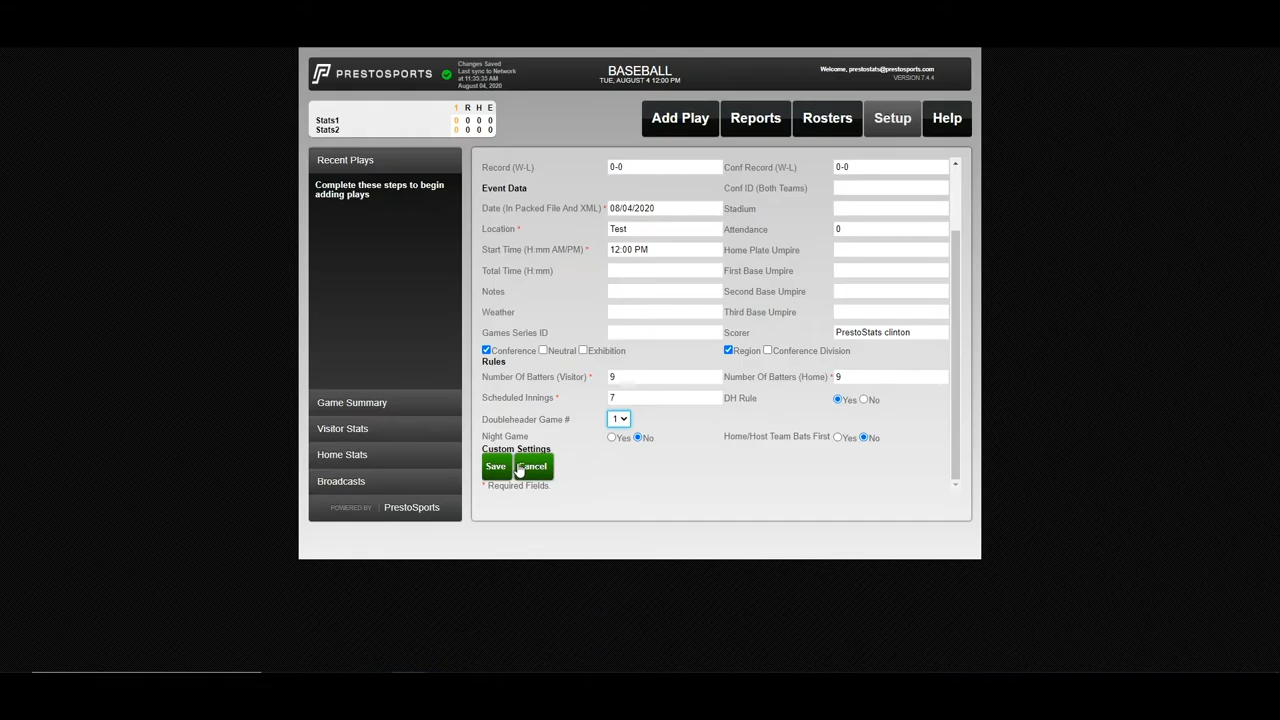 PRESTOSPORTS
Changes Saved
Last sync to Network
at 11:35:35 AM
August 04, 2020
BASEBALL
TUE, AUGUST 4 12:00 PM
Welcome, prestostats@prestosports.com
VERSION 7.4.4
1 R H E
Stats1 0 0 0 0
Stats2 0 0 0 0
Add Play Reports Rosters Setup Help
Recent Plays
Complete these steps to begin
adding plays
Game Summary
Visitor Stats
Home Stats
Broadcasts
POWERED BY | PrestoSports
Record (W-L) 0-0 Conf Record (W-L) 0-0
Event Data Conf ID (Both Teams)
Date (In Packed File And XML) * 08/04/2020 Stadium
Location * Test Attendance 0
Start Time (H:mm AM/PM) * 12:00 PM Home Plate Umpire
Total Time (H:mm) First Base Umpire
Notes Second Base Umpire
Weather Third Base Umpire
Games Series ID Scorer PrestoStats clinton
Conference Neutral Exhibition Region Conference Division
Rules
Number Of Batters (Visitor) * 9 Number Of Batters (Home) * 9
Scheduled Innings * 7 DH Rule Yes No
Doubleheader Game # 1
Night Game Yes No Home/Host Team Bats First Yes No
Custom Settings
Save Cancel
* Required Fields.